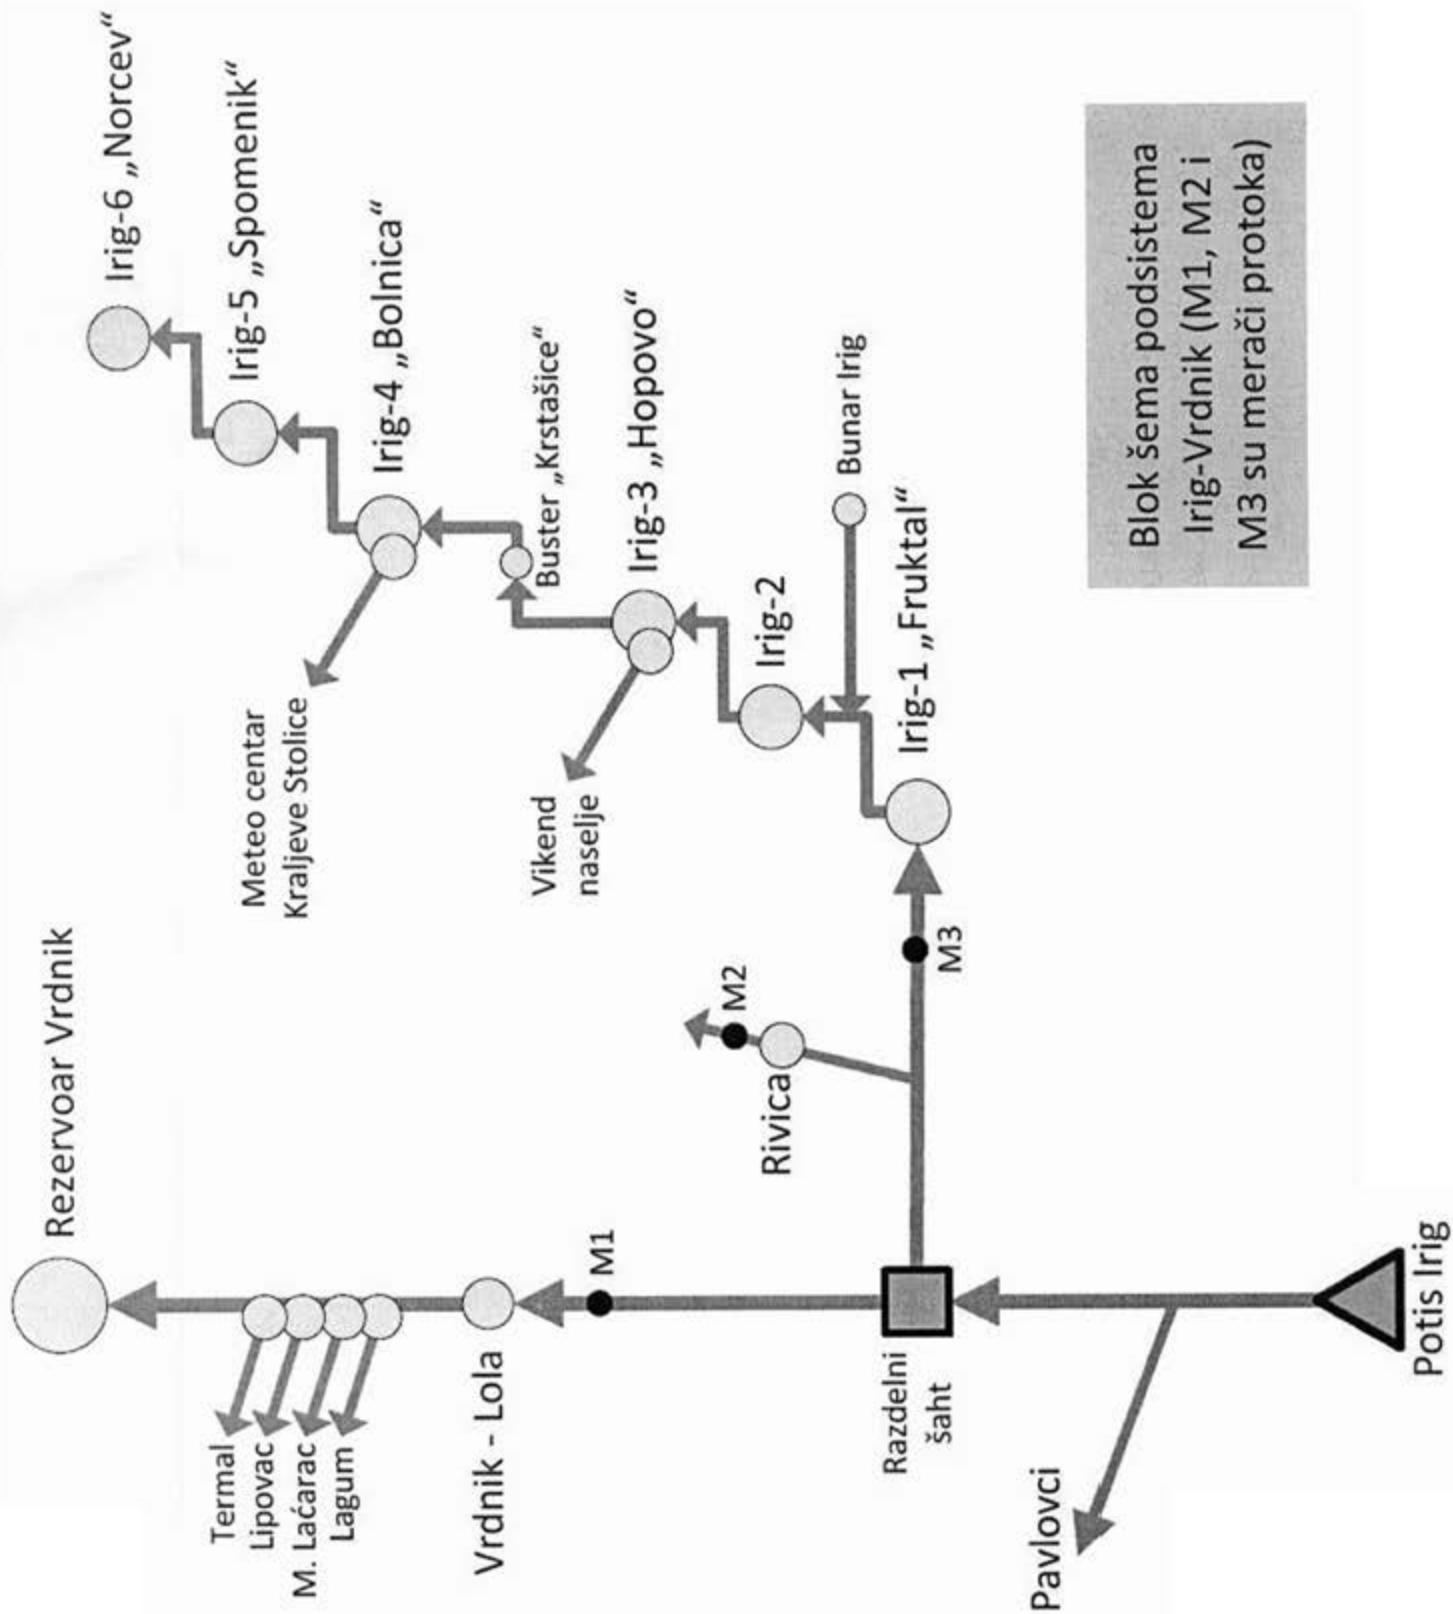 Rezervoar Vrdnik
Termal
Lipovac
M. Laćarac
Lagum
Vrdnik - Lola
M1
Razdelni
šaht
Pavlovci
Potis Irig
Rivica
M2
M3
Irig-1 „Fruktal“
Bunar Irig
Irig-2
Irig-3 „Hopovo“
Vikend
naselje
Buster „Krstašice“
Irig-4 „Bolnica“
Meteo centar
Kraljeve Stolice
Irig-5 „Spomenik“
Irig-6 „Norcev“
Blok šema podsistema
Irig-Vrdnik (M1, M2 i
M3 su merači protoka)